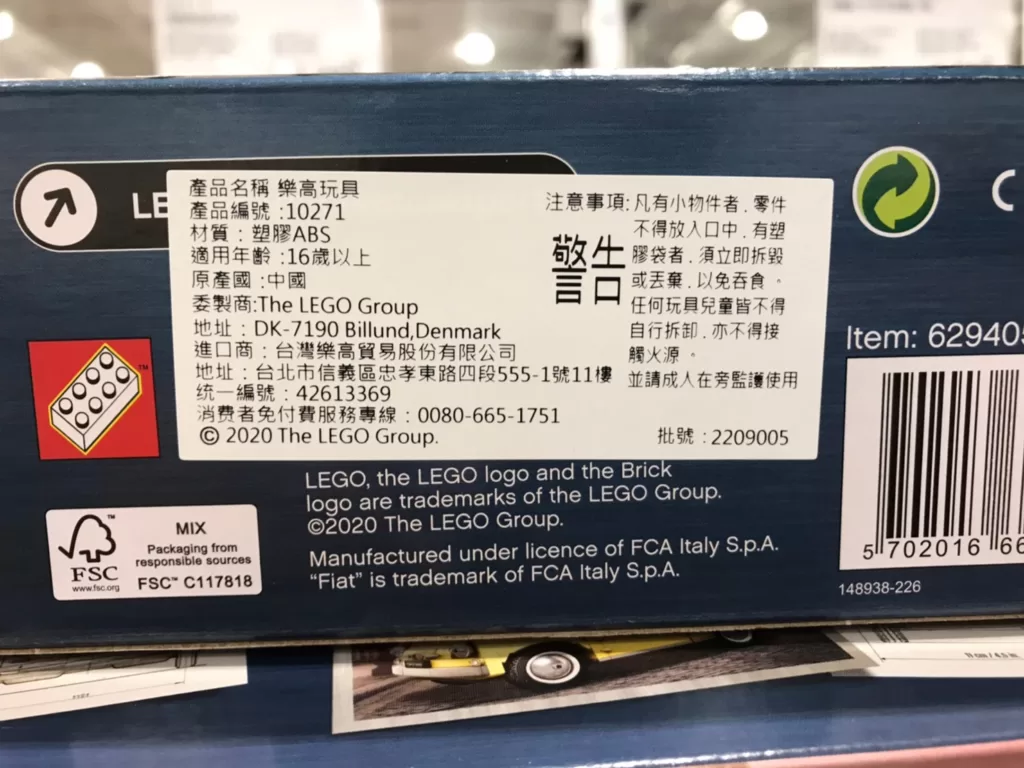 LE
產品名稱 樂高玩具
產品編號:10271
材質:塑膠ABS
適用年齡:16歲以上
原產國:中國
委製商:The LEGO Group
地址:DK-7190 Billund,Denmark
進口商:台灣樂高貿易股份有限公司
地址:台北市信義區忠孝東路四段555-1號11樓
统一編號:42613369
消费者免付費服務專線:0080-665-1751
© 2020 The LEGO Group.
警告
注意事項:凡有小物件者.零件
不得放入口中.有塑
膠袋者.須立即拆毀
或丟棄.以免吞食。
任何玩具兒童皆不得
自行拆卸.亦不得接
觸火源。
並請成人在旁監護使用
批號:2209005
LEGO, the LEGO logo and the Brick
logo are trademarks of the LEGO Group.
©2020 The LEGO Group.
Manufactured under licence of FCA Italy S.p.A.
“Fiat” is trademark of FCA Italy S.p.A.
TM
FSC
www.fsc.org
MIX
Packaging from
responsible sources
FSC™ C117818
Item: 629405
5 702016 66
148938-226